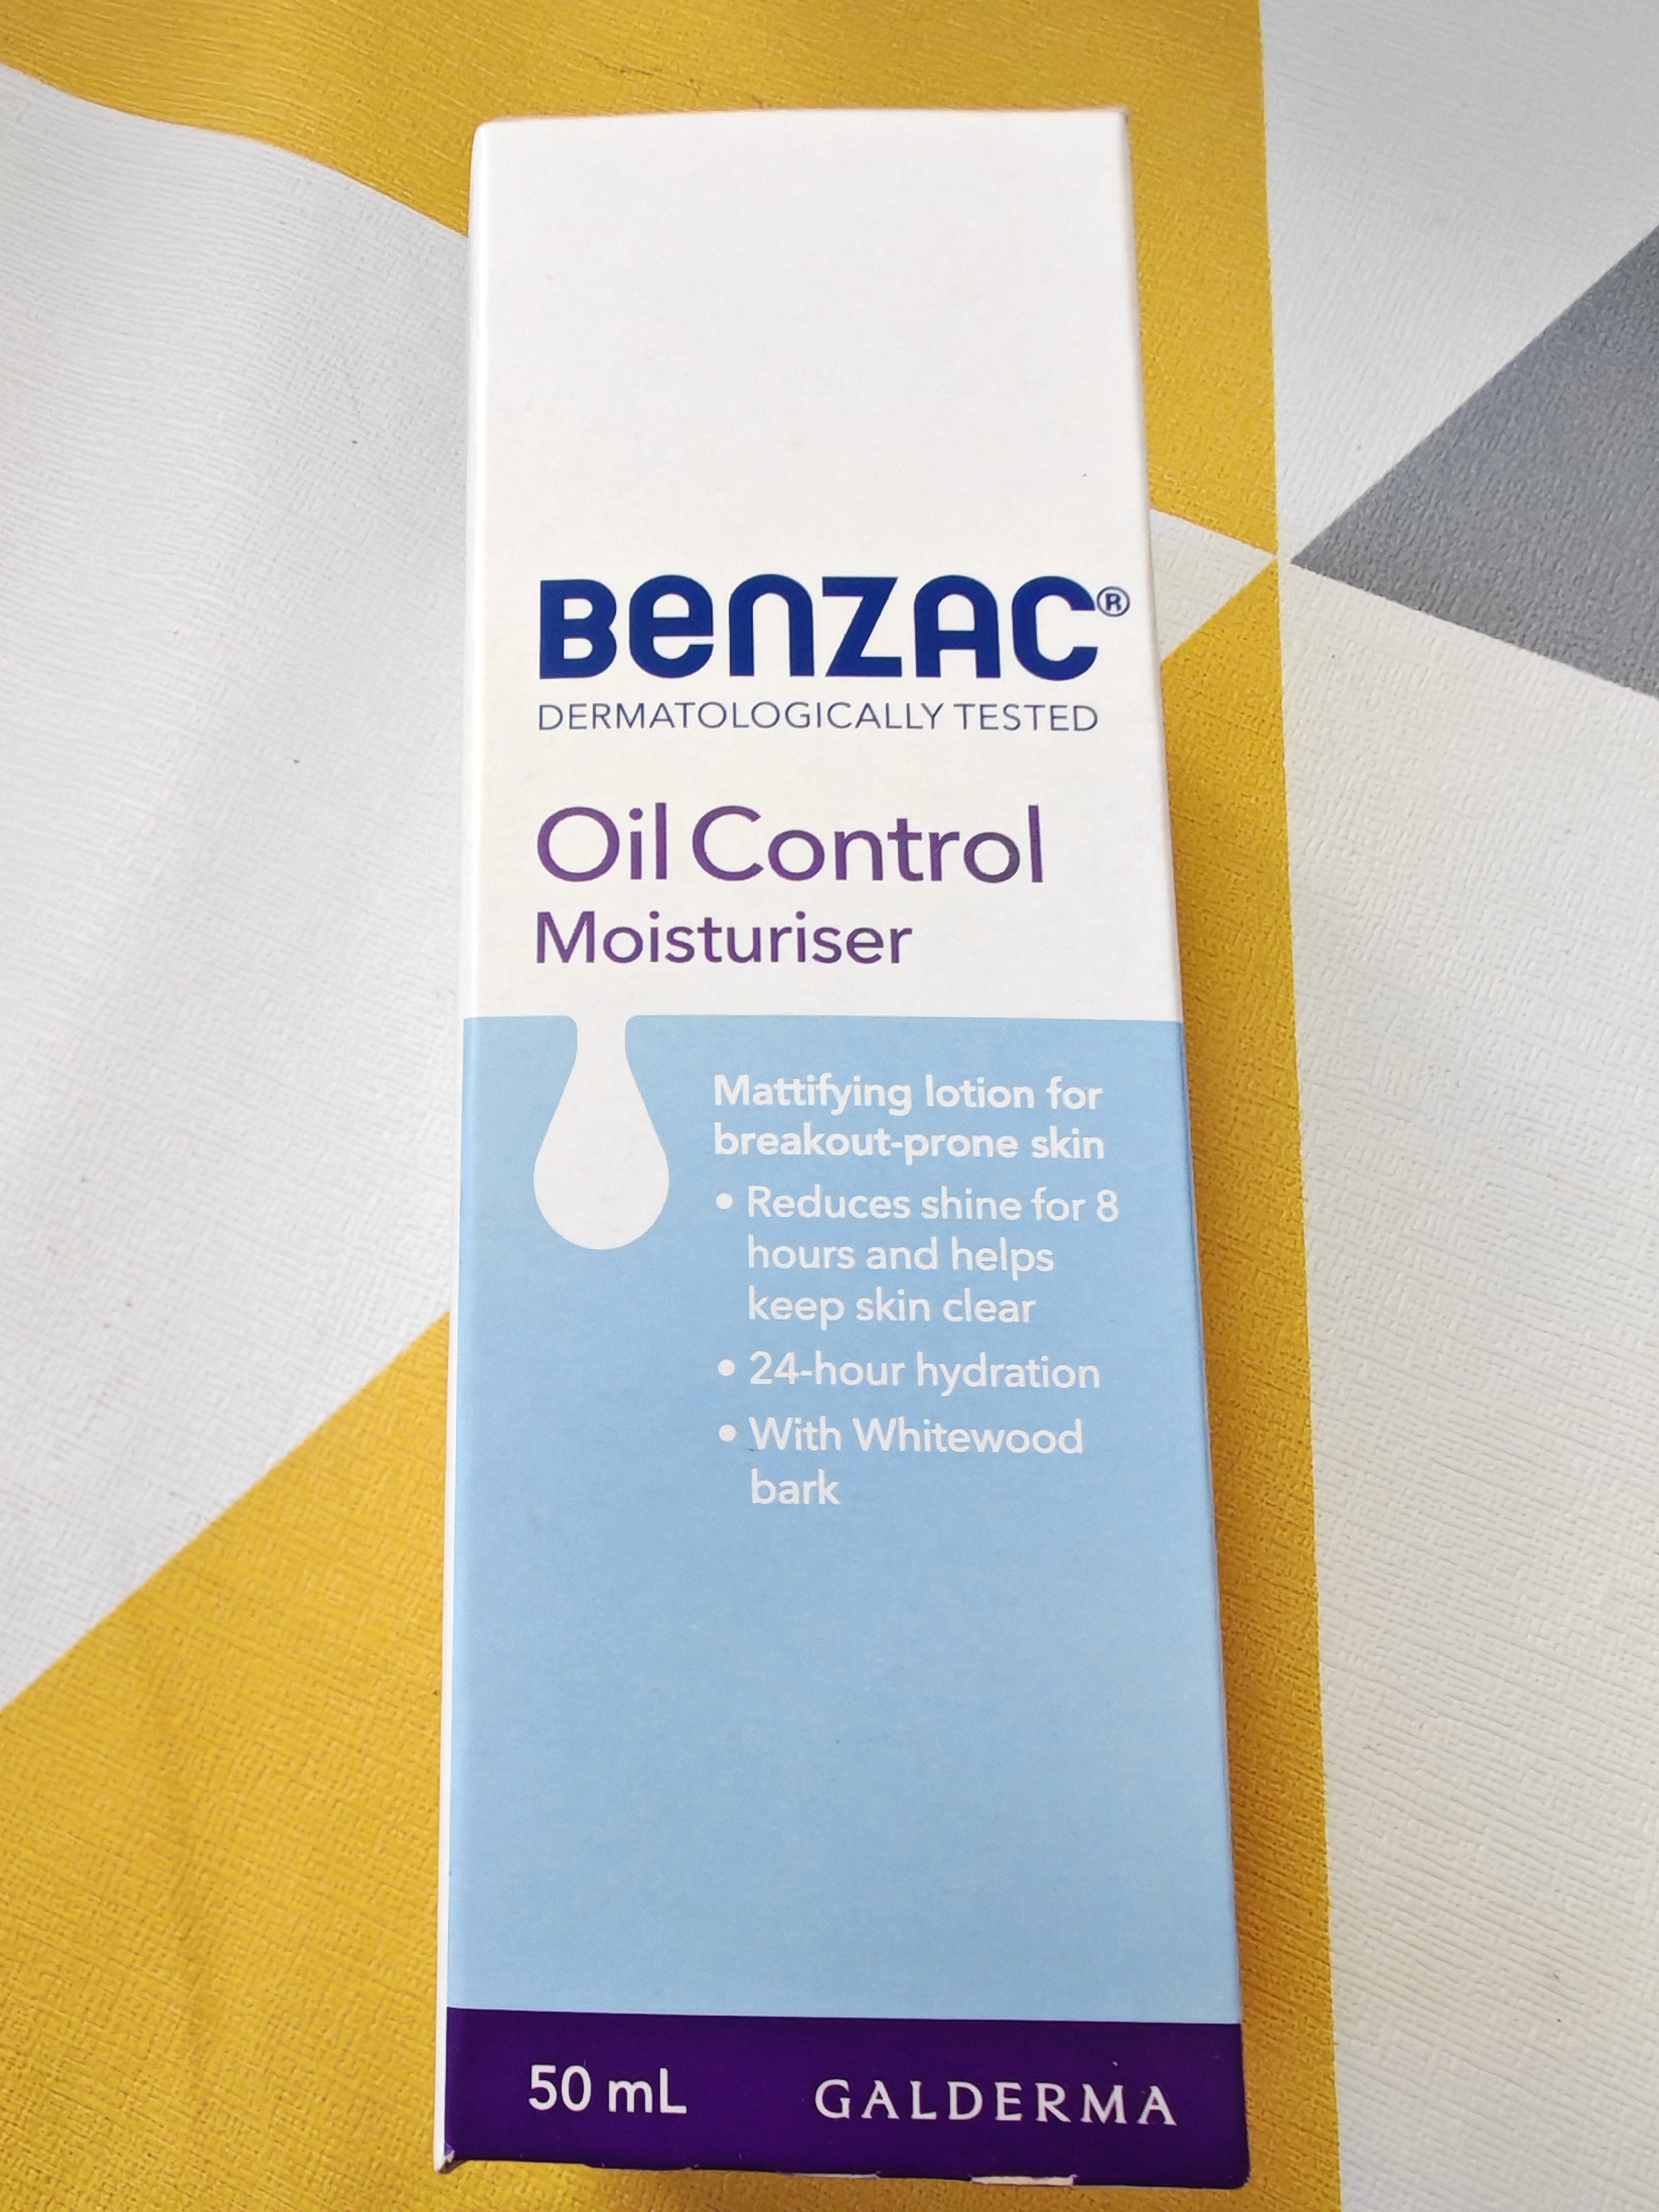 BENZAC®
DERMATOLOGICALLY TESTED
Oil Control
Moisturiser
Mattifying lotion for
breakout-prone skin
• Reduces shine for 8
hours and helps
keep skin clear
• 24-hour hydration
• With Whitewood
bark
50 mL GALDERMA